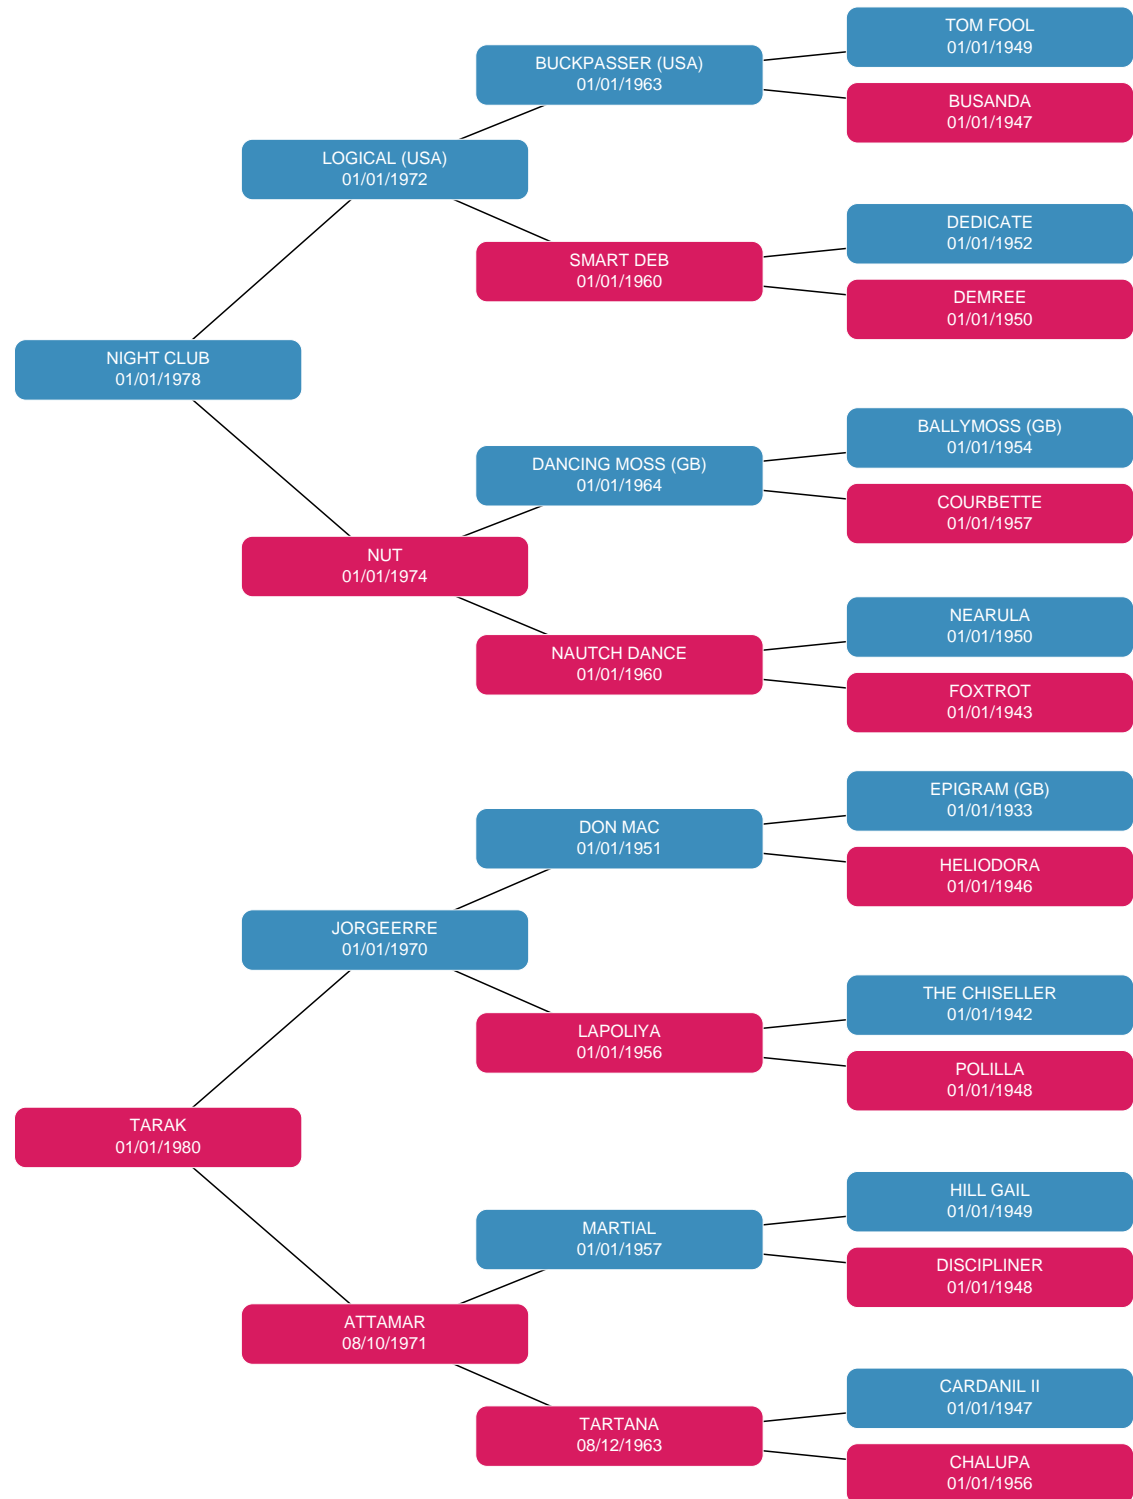 TOM FOOL
01/01/1949
BUCKPASSER (USA)
01/01/1963
BUSANDA
01/01/1947
LOGICAL (USA)
01/01/1972
DEDICATE
01/01/1952
SMART DEB
01/01/1960
DEMREE
01/01/1950
NIGHT CLUB
01/01/1978
BALLYMOSS (GB)
01/01/1954
DANCING MOSS (GB)
01/01/1964
COURBETTE
01/01/1957
NUT
01/01/1974
NEARULA
01/01/1950
NAUTCH DANCE
01/01/1960
FOXTROT
01/01/1943
EPIGRAM (GB)
01/01/1933
DON MAC
01/01/1951
HELIODORA
01/01/1946
JORGEERRE
01/01/1970
THE CHISELLER
01/01/1942
LAPOLIYA
01/01/1956
POLILLA
01/01/1948
TARAK
01/01/1980
HILL GAIL
01/01/1949
MARTIAL
01/01/1957
DISCIPLINER
01/01/1948
ATTAMAR
08/10/1971
CARDANIL II
01/01/1947
TARTANA
08/12/1963
CHALUPA
01/01/1956